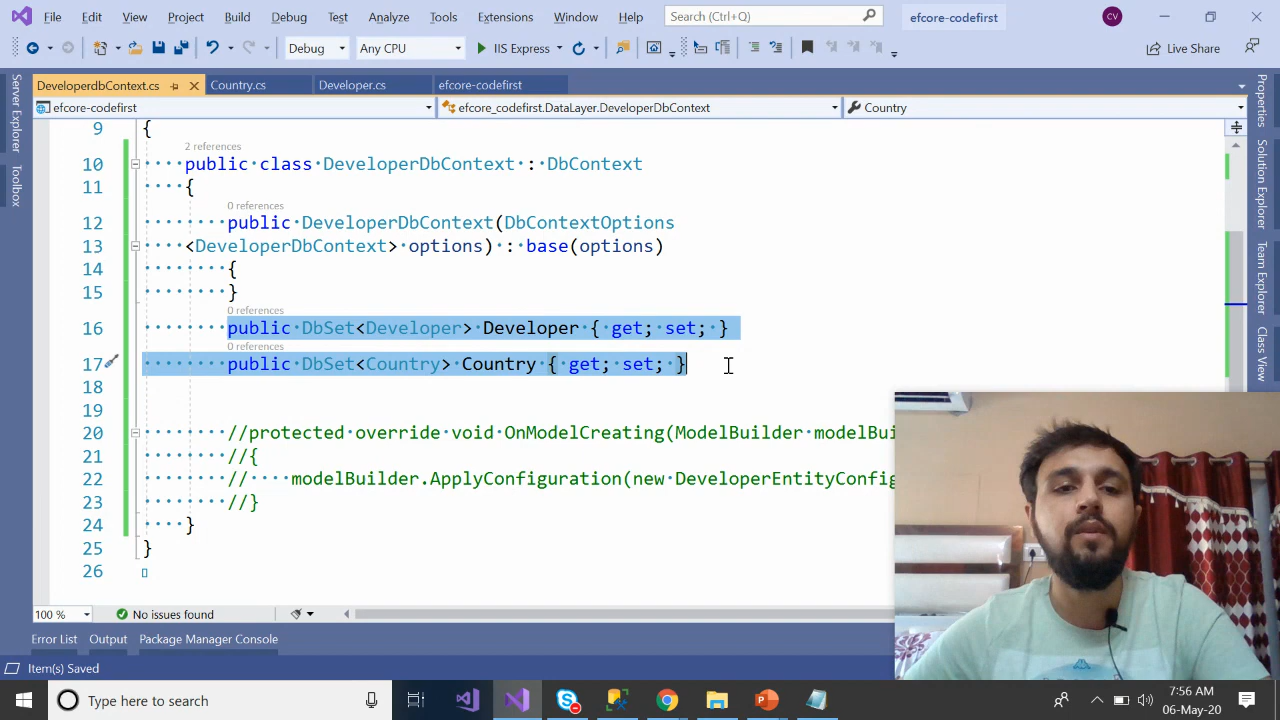 File Edit View Project Build Debug Test Analyze Tools Extensions Window Help Search (Ctrl+Q) efcore-codefirst CV
Debug Any CPU IIS Express Live Share
DeveloperdbContext.cs Country.cs Developer.cs efcore-codefirst
efcore-codefirst efcore_codefirst.DataLayer.DeveloperDbContext Country
Server Explorer
Toolbox
Properties
Solution Explorer
Team Explorer
Class View
9 {
2 references
10 public class DeveloperDbContext : DbContext
11 {
0 references
12 public DeveloperDbContext(DbContextOptions
13 <DeveloperDbContext> options) : base(options)
14 {
15 }
0 references
16 public DbSet<Developer> Developer { get; set; }
0 references
17 public DbSet<Country> Country { get; set; }
18
19
20 //protected override void OnModelCreating(ModelBuilder modelBui
21 //{
22 // modelBuilder.ApplyConfiguration(new DeveloperEntityConfig
23 //}
24 }
25 }
26
100 % No issues found
Error List Output Package Manager Console
Item(s) Saved
Type here to search
7:56 AM
06-May-20